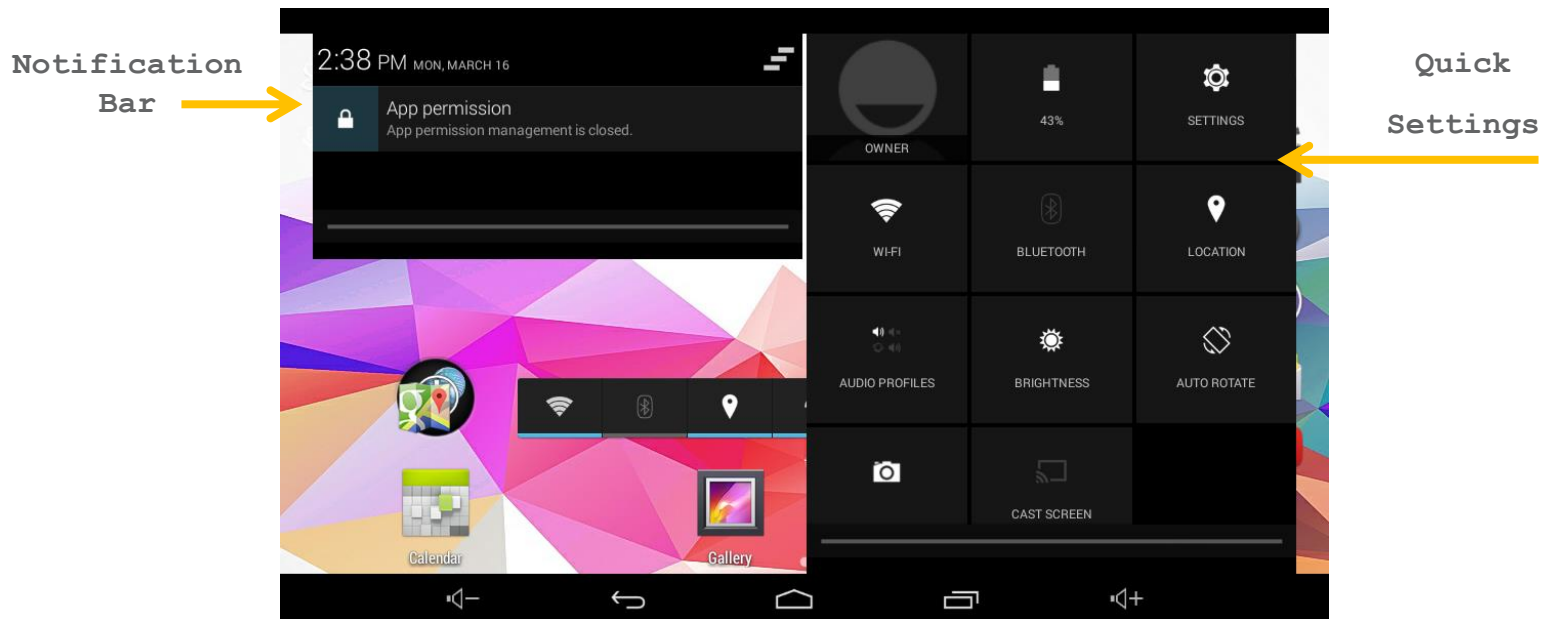 Notification
Bar
2:38 PM MON, MARCH 16
App permission
App permission management is closed.
OWNER
43%
SETTINGS
WI-FI
BLUETOOTH
LOCATION
AUDIO PROFILES
BRIGHTNESS
AUTO ROTATE
CAST SCREEN
Calendar
Gallery
Quick
Settings